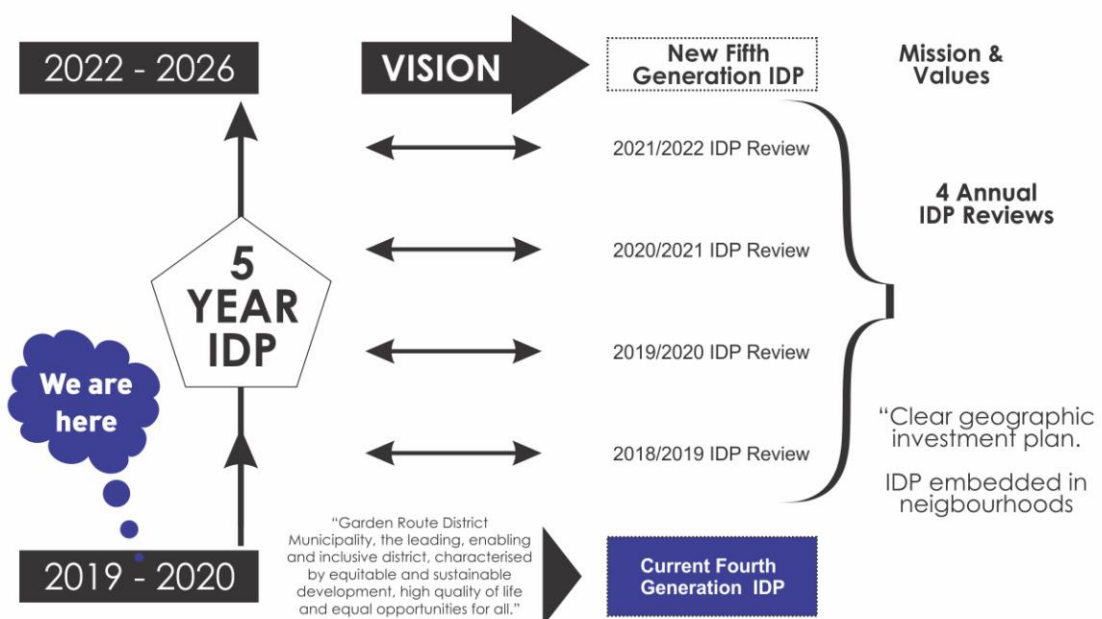 2022 - 2026
VISION
New Fifth
Generation IDP
Mission &
Values
2021/2022 IDP Review
4 Annual
IDP Reviews
2020/2021 IDP Review
5
YEAR
IDP
2019/2020 IDP Review
We are
here
“Clear geographic
investment plan.
2018/2019 IDP Review
IDP embedded in
neigbourhoods
“Garden Route District
Municipality, the leading, enabling
and inclusive district, characterised
by equitable and sustainable
development, high quality of life
and equal opportunities for all.”
2019 - 2020
Current Fourth
Generation IDP